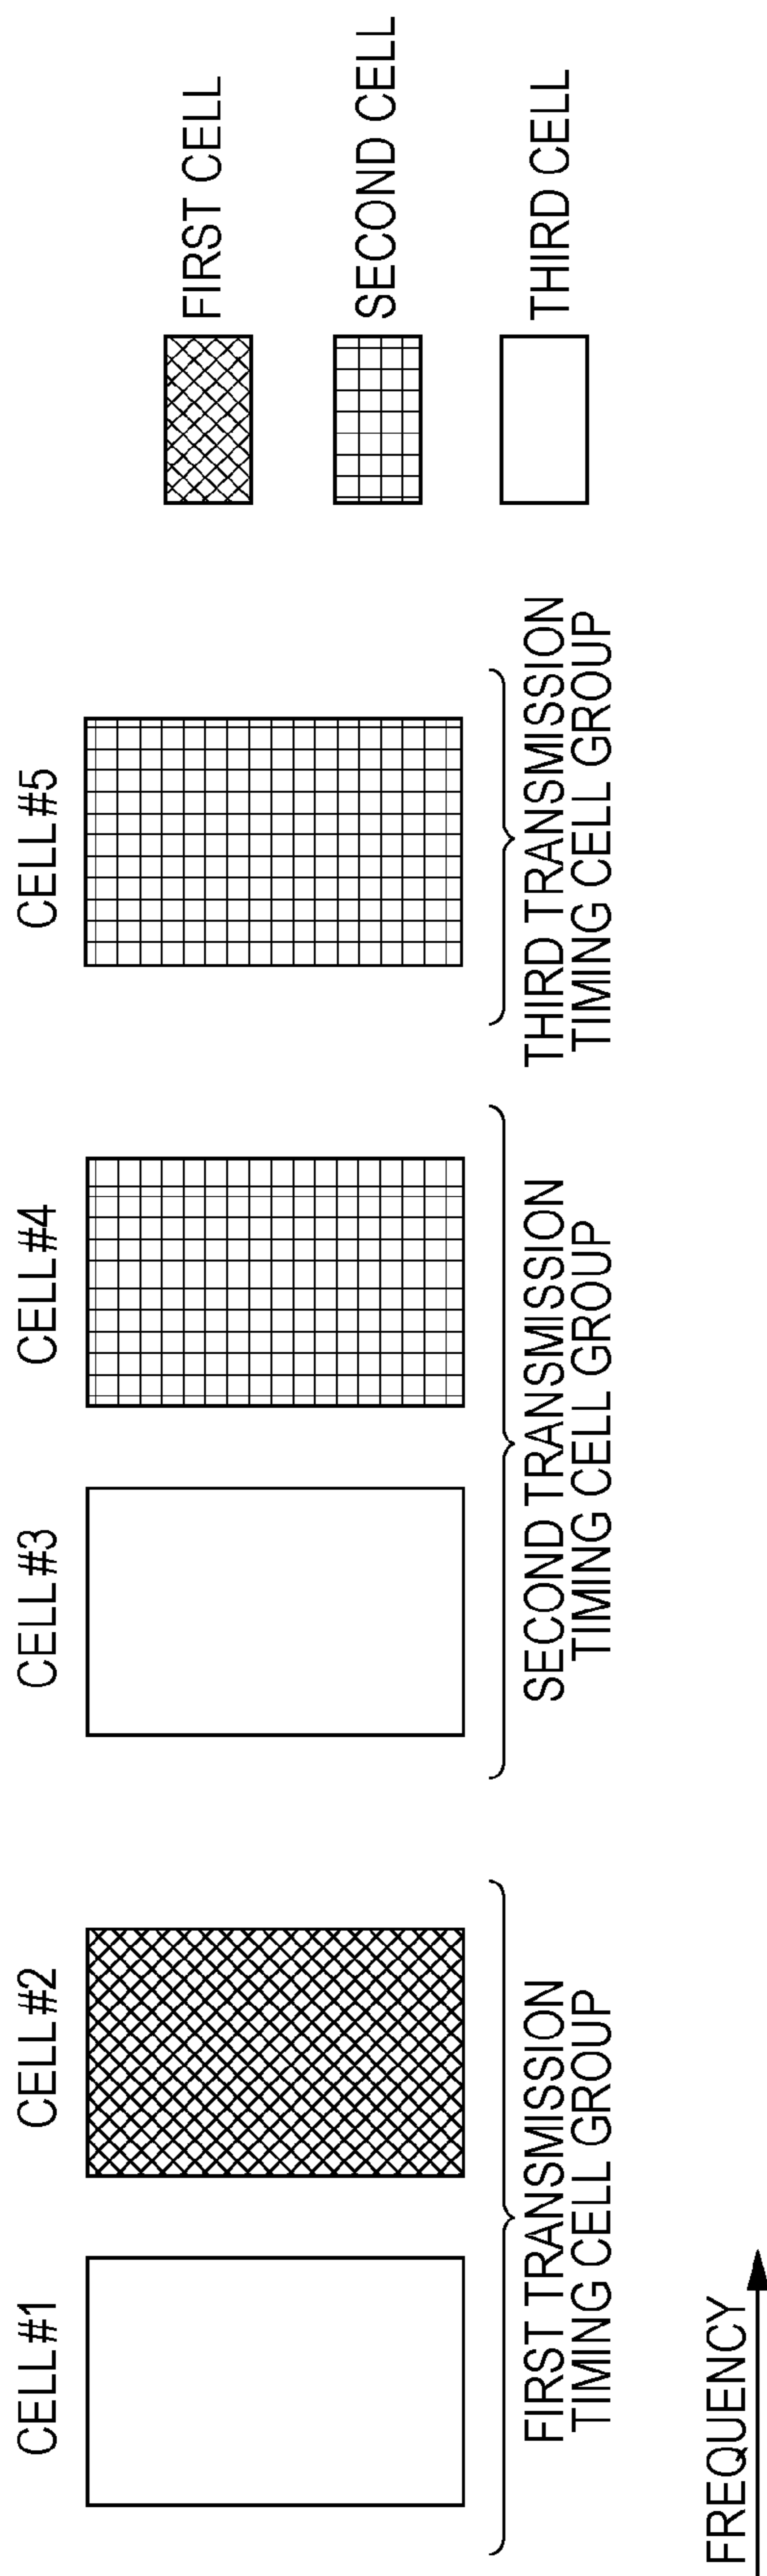 CELL#1
CELL#2
CELL#3
CELL#4
CELL#5
FIRST TRANSMISSION
TIMING CELL GROUP
SECOND TRANSMISSION
TIMING CELL GROUP
THIRD TRANSMISSION
TIMING CELL GROUP
FIRST CELL
SECOND CELL
THIRD CELL
FREQUENCY